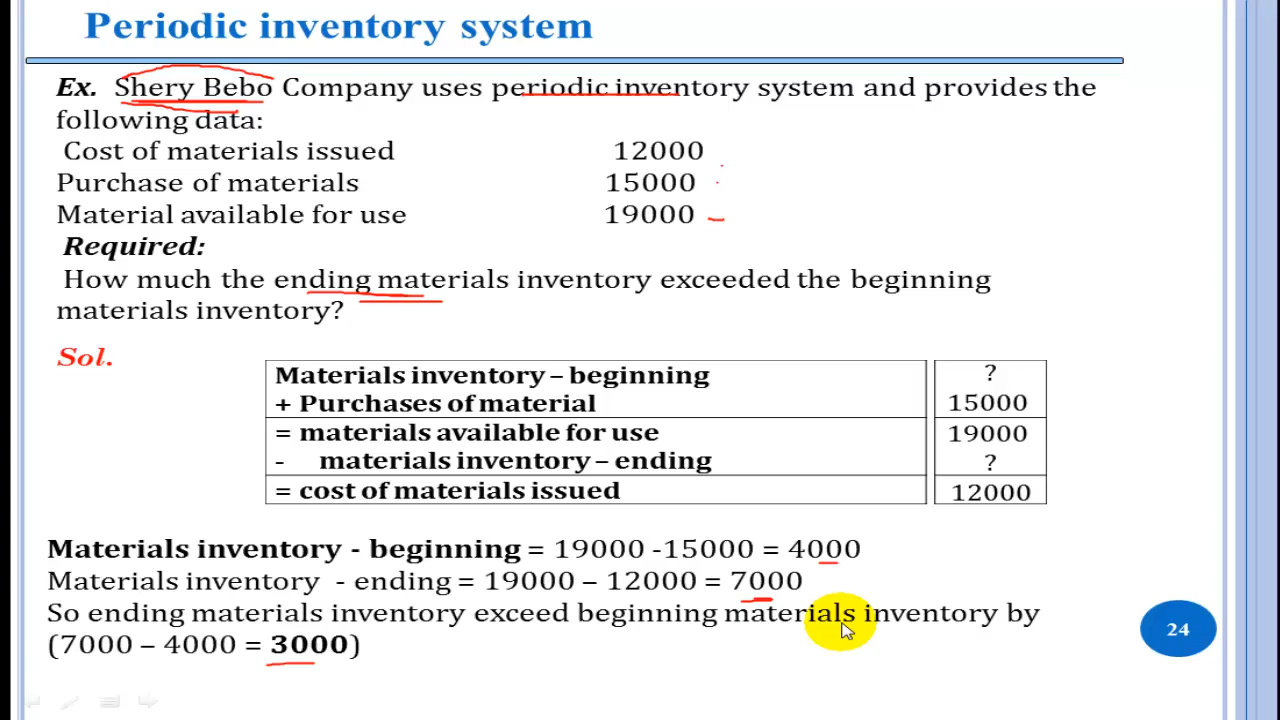 Periodic inventory system
Ex. Shery Bebo Company uses periodic inventory system and provides the
following data:
Cost of materials issued 12000
Purchase of materials 15000
Material available for use 19000
Required:
How much the ending materials inventory exceeded the beginning
materials inventory?
Sol.
Materials inventory – beginning ?
+ Purchases of material 15000
= materials available for use 19000
- materials inventory – ending ?
= cost of materials issued 12000
Materials inventory - beginning = 19000 -15000 = 4000
Materials inventory - ending = 19000 – 12000 = 7000
So ending materials inventory exceed beginning materials inventory by
(7000 – 4000 = 3000)
24